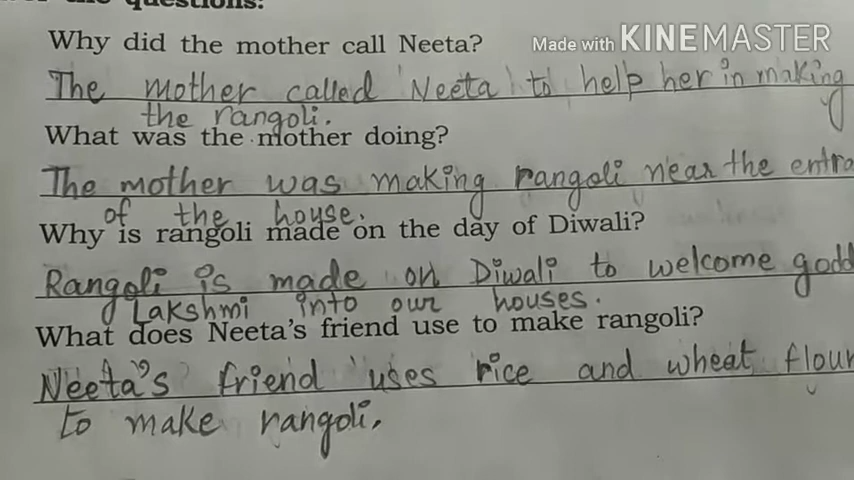 the questions:
Why did the mother call Neeta?
Made with KINEMASTER
The mother called Neeta to help her in making
the rangoli.
What was the mother doing?
The mother was making rangoli near the entra
of the house.
Why is rangoli made on the day of Diwali?
Rangoli is made on Diwali to welcome godd
Lakshmi into our houses.
What does Neeta's friend use to make rangoli?
Neeta's friend uses rice and wheat flour
to make rangoli.